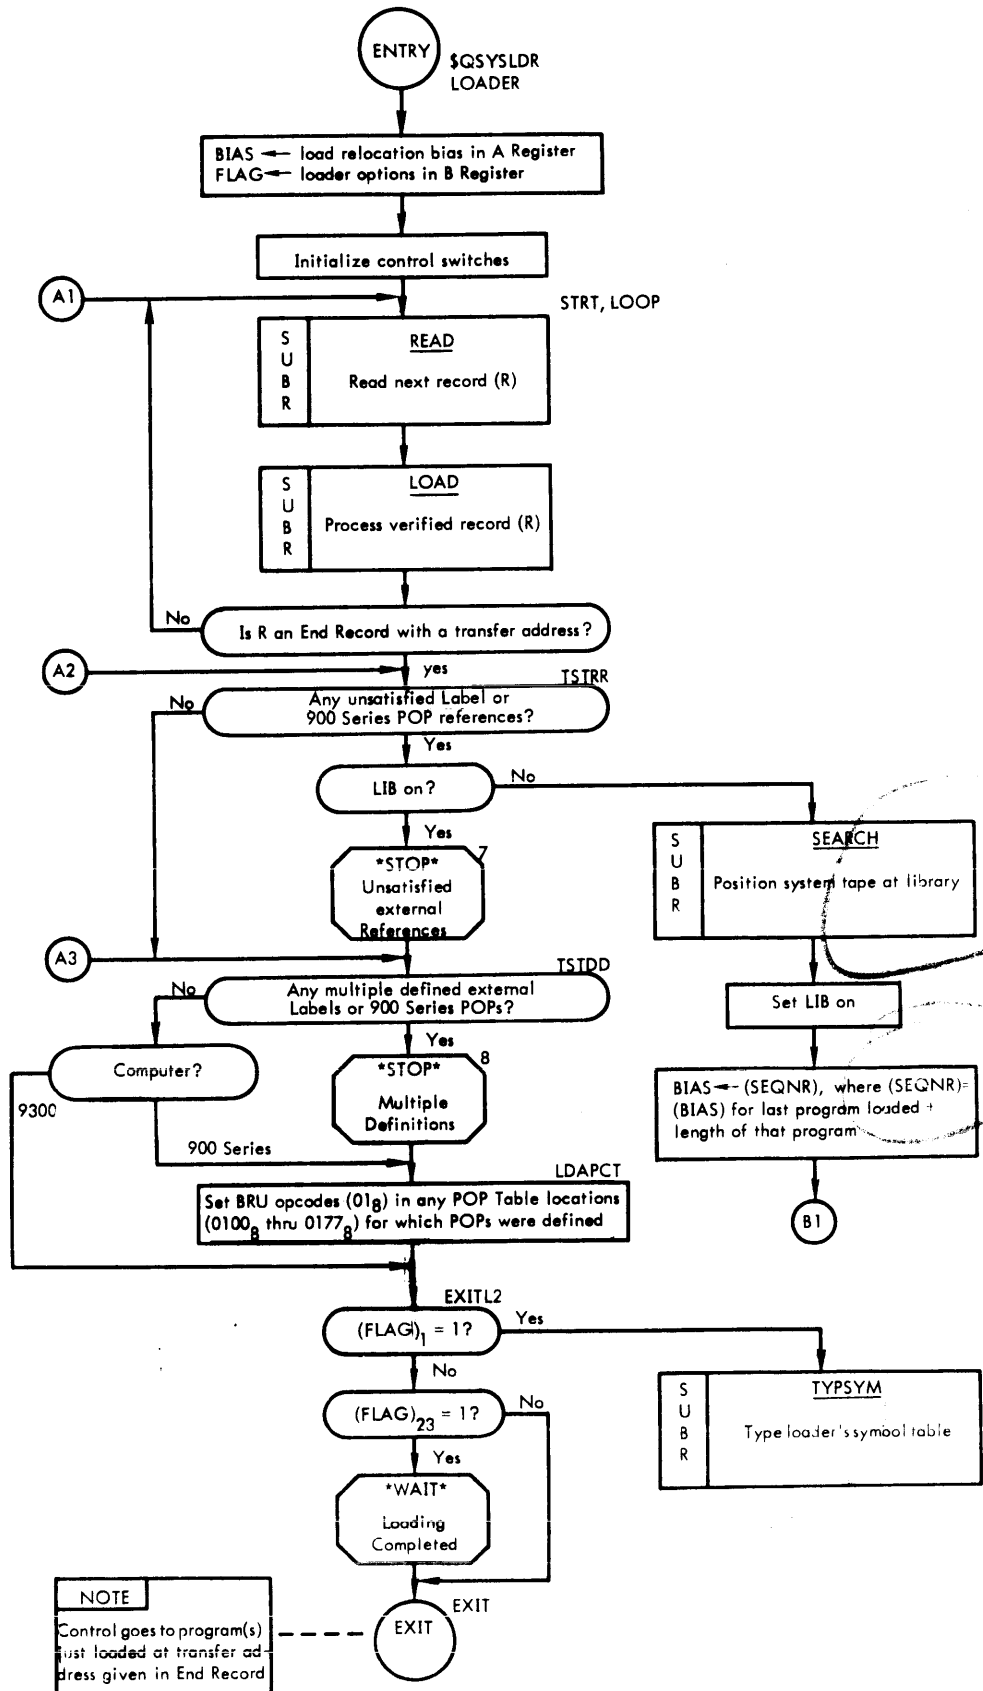 ENTRY
$QSYSLDR
LOADER
BIAS ← load relocation bias in A Register
FLAG ← loader options in B Register
Initialize control switches
A1
STRT, LOOP
SUBR
READ
Read next record (R)
SUBR
LOAD
Process verified record (R)
No
Is R an End Record with a transfer address?
A2
yes
TSTRR
No
Any unsatisfied Label or
900 Series POP references?
Yes
LIB on?
No
Yes
*STOP*
7
Unsatisfied
external
References
SUBR
SEARCH
Position system tape at library
A3
TSTDD
No
Any multiple defined external
Labels or 900 Series POPs?
Set LIB on
Yes
Computer?
8
*STOP*
Multiple
Definitions
9300
900 Series
BIAS ← (SEQNR), where (SEQNR)=
(BIAS) for last program loaded +
length of that program
LDAPCT
Set BRU opcodes (01₈) in any POP Table locations
(0100₈ thru 0177₈) for which POPs were defined
B1
EXITL2
(FLAG)₁ = 1?
Yes
No
(FLAG)₂₃ = 1?
No
SUBR
TYPSYM
Type loader's symbol table
Yes
*WAIT*
Loading
Completed
NOTE
Control goes to program(s)
just loaded at transfer ad-
dress given in End Record
EXIT
EXIT